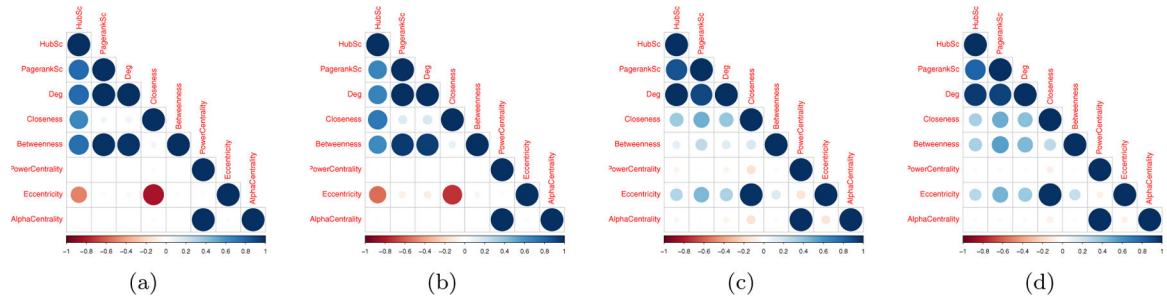 HubSc
PagerankSc
Deg
Closeness
Betweenness
PowerCentrality
Eccentricity
AlphaCentrality
HubSc
PagerankSc
Deg
Closeness
Betweenness
PowerCentrality
Eccentricity
AlphaCentrality
-1 -0.8 -0.6 -0.4 -0.2 0 0.2 0.4 0.6 0.8 1
(a)
HubSc
PagerankSc
Deg
Closeness
Betweenness
PowerCentrality
Eccentricity
AlphaCentrality
HubSc
PagerankSc
Deg
Closeness
Betweenness
PowerCentrality
Eccentricity
AlphaCentrality
-1 -0.8 -0.6 -0.4 -0.2 0 0.2 0.4 0.6 0.8 1
(b)
HubSc
PagerankSc
Deg
Closeness
Betweenness
PowerCentrality
Eccentricity
AlphaCentrality
HubSc
PagerankSc
Deg
Closeness
Betweenness
PowerCentrality
Eccentricity
AlphaCentrality
-1 -0.8 -0.6 -0.4 -0.2 0 0.2 0.4 0.6 0.8 1
(c)
HubSc
PagerankSc
Deg
Closeness
Betweenness
PowerCentrality
Eccentricity
AlphaCentrality
HubSc
PagerankSc
Deg
Closeness
Betweenness
PowerCentrality
Eccentricity
AlphaCentrality
-1 -0.8 -0.6 -0.4 -0.2 0 0.2 0.4 0.6 0.8 1
(d)